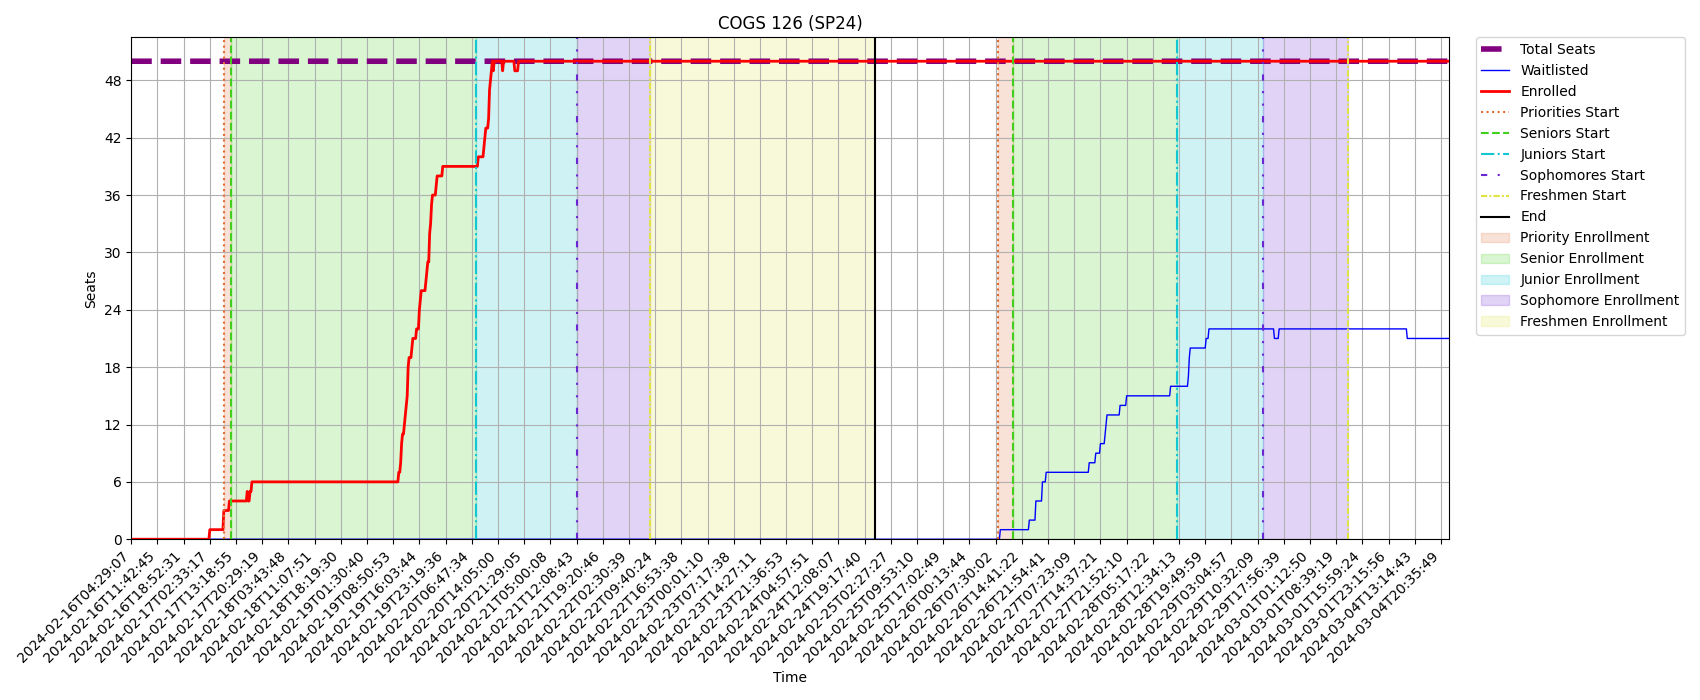 COGS 126 (SP24)
Seats
48
42
36
30
24
18
12
6
0
2024-02-16T04:29:07
2024-02-16T11:42:45
2024-02-16T18:52:31
2024-02-17T02:33:17
2024-02-17T13:18:55
2024-02-17T20:29:19
2024-02-18T03:43:48
2024-02-18T11:07:51
2024-02-18T18:19:30
2024-02-19T01:30:40
2024-02-19T08:50:53
2024-02-19T16:03:44
2024-02-19T23:19:36
2024-02-20T06:47:34
2024-02-20T14:05:00
2024-02-20T21:29:05
2024-02-21T05:00:08
2024-02-21T12:08:43
2024-02-21T19:20:46
2024-02-22T02:30:39
2024-02-22T09:40:24
2024-02-22T16:53:38
2024-02-23T00:01:10
2024-02-23T07:17:38
2024-02-23T14:27:11
2024-02-23T21:36:53
2024-02-24T04:57:51
2024-02-24T12:08:07
2024-02-24T19:17:40
2024-02-25T02:27:27
2024-02-25T09:53:10
2024-02-25T17:02:49
2024-02-26T00:13:44
2024-02-26T07:30:02
2024-02-26T14:41:22
2024-02-26T21:54:41
2024-02-27T07:23:09
2024-02-27T14:37:21
2024-02-27T21:52:10
2024-02-28T05:17:22
2024-02-28T12:34:13
2024-02-28T19:49:59
2024-02-29T03:04:57
2024-02-29T10:32:09
2024-02-29T17:56:39
2024-03-01T01:12:50
2024-03-01T08:39:19
2024-03-01T15:59:24
2024-03-01T23:15:56
2024-03-04T13:14:43
2024-03-04T20:35:49
Time
Total Seats
Waitlisted
Enrolled
Priorities Start
Seniors Start
Juniors Start
Sophomores Start
Freshmen Start
End
Priority Enrollment
Senior Enrollment
Junior Enrollment
Sophomore Enrollment
Freshmen Enrollment